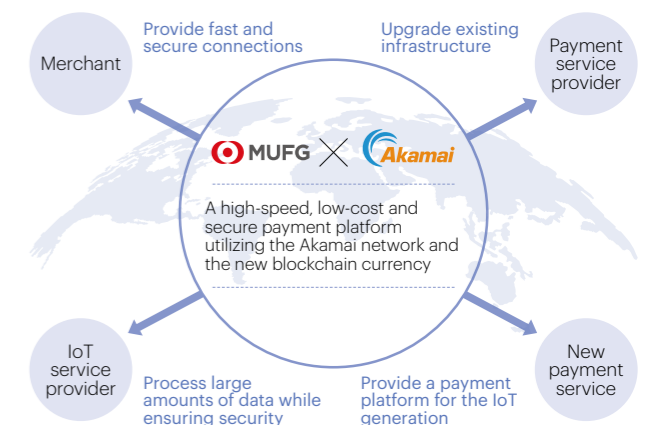 Provide fast and
secure connections
Upgrade existing
infrastructure
Merchant
Payment
service
provider
MUFG
Akamai
A high-speed, low-cost and
secure payment platform
utilizing the Akamai network and
the new blockchain currency
IoT
service
provider
New
payment
service
Process large
amounts of data while
ensuring security
Provide a payment
platform for the IoT
generation